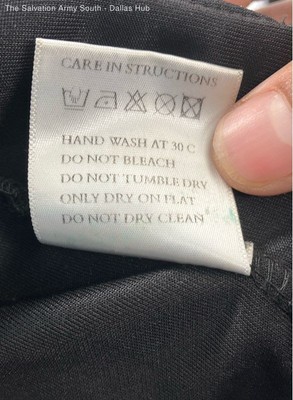 The Salvation Army South - Dallas Hub
CARE IN STRUCTIONS
HAND WASH AT 30 C
DO NOT BLEACH
DO NOT TUMBLE DRY
ONLY DRY ON FLAT
DO NOT DRY CLEAN